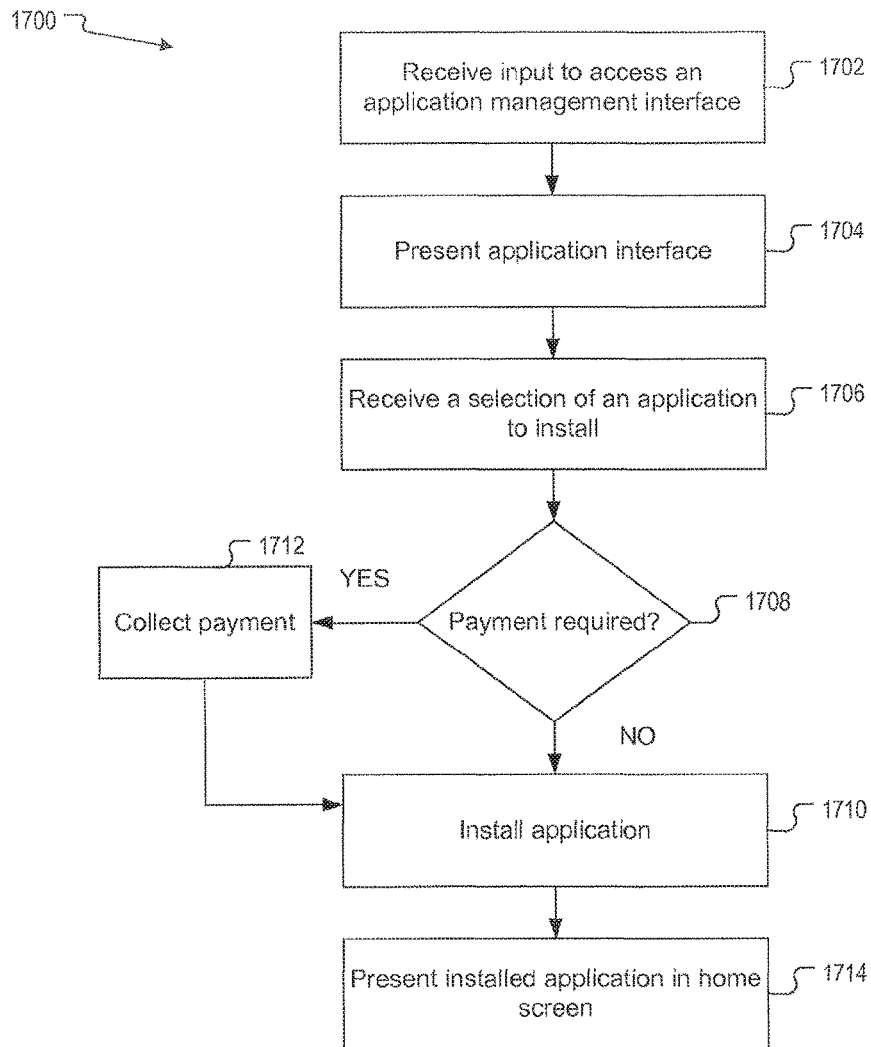 1700
Receive input to access an
application management interface
1702
Present application interface
1704
Receive a selection of an application
to install
1706
1712
YES
Collect payment
Payment required?
1708
NO
Install application
1710
Present installed application in home
screen
1714